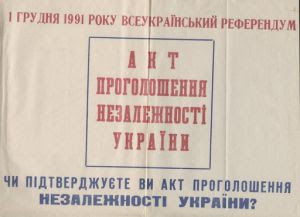 1 ГРУДНЯ 1991 РОКУ ВСЕУКРАЇНСЬКИЙ РЕФЕРЕНДУМ
АКТ
ПРОГОЛОШЕННЯ
НЕЗАЛЕЖНОСТІ
УКРАЇНИ
ЧИ ПІДТВЕРДЖУЄТЕ ВИ АКТ ПРОГОЛОШЕННЯ
НЕЗАЛЕЖНОСТІ УКРАЇНИ?